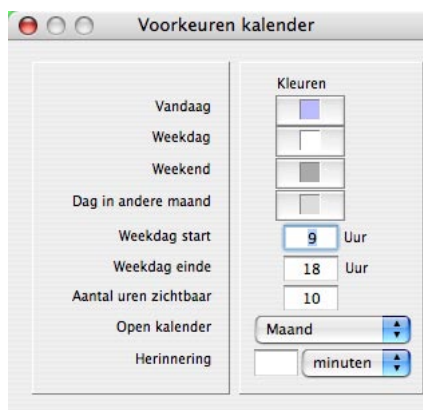 Voorkeuren kalender
Kleuren
Vandaag
Weekdag
Weekend
Dag in andere maand
Weekdag start 9 Uur
Weekdag einde 18 Uur
Aantal uren zichtbaar 10
Open kalender Maand
Herinnering minuten